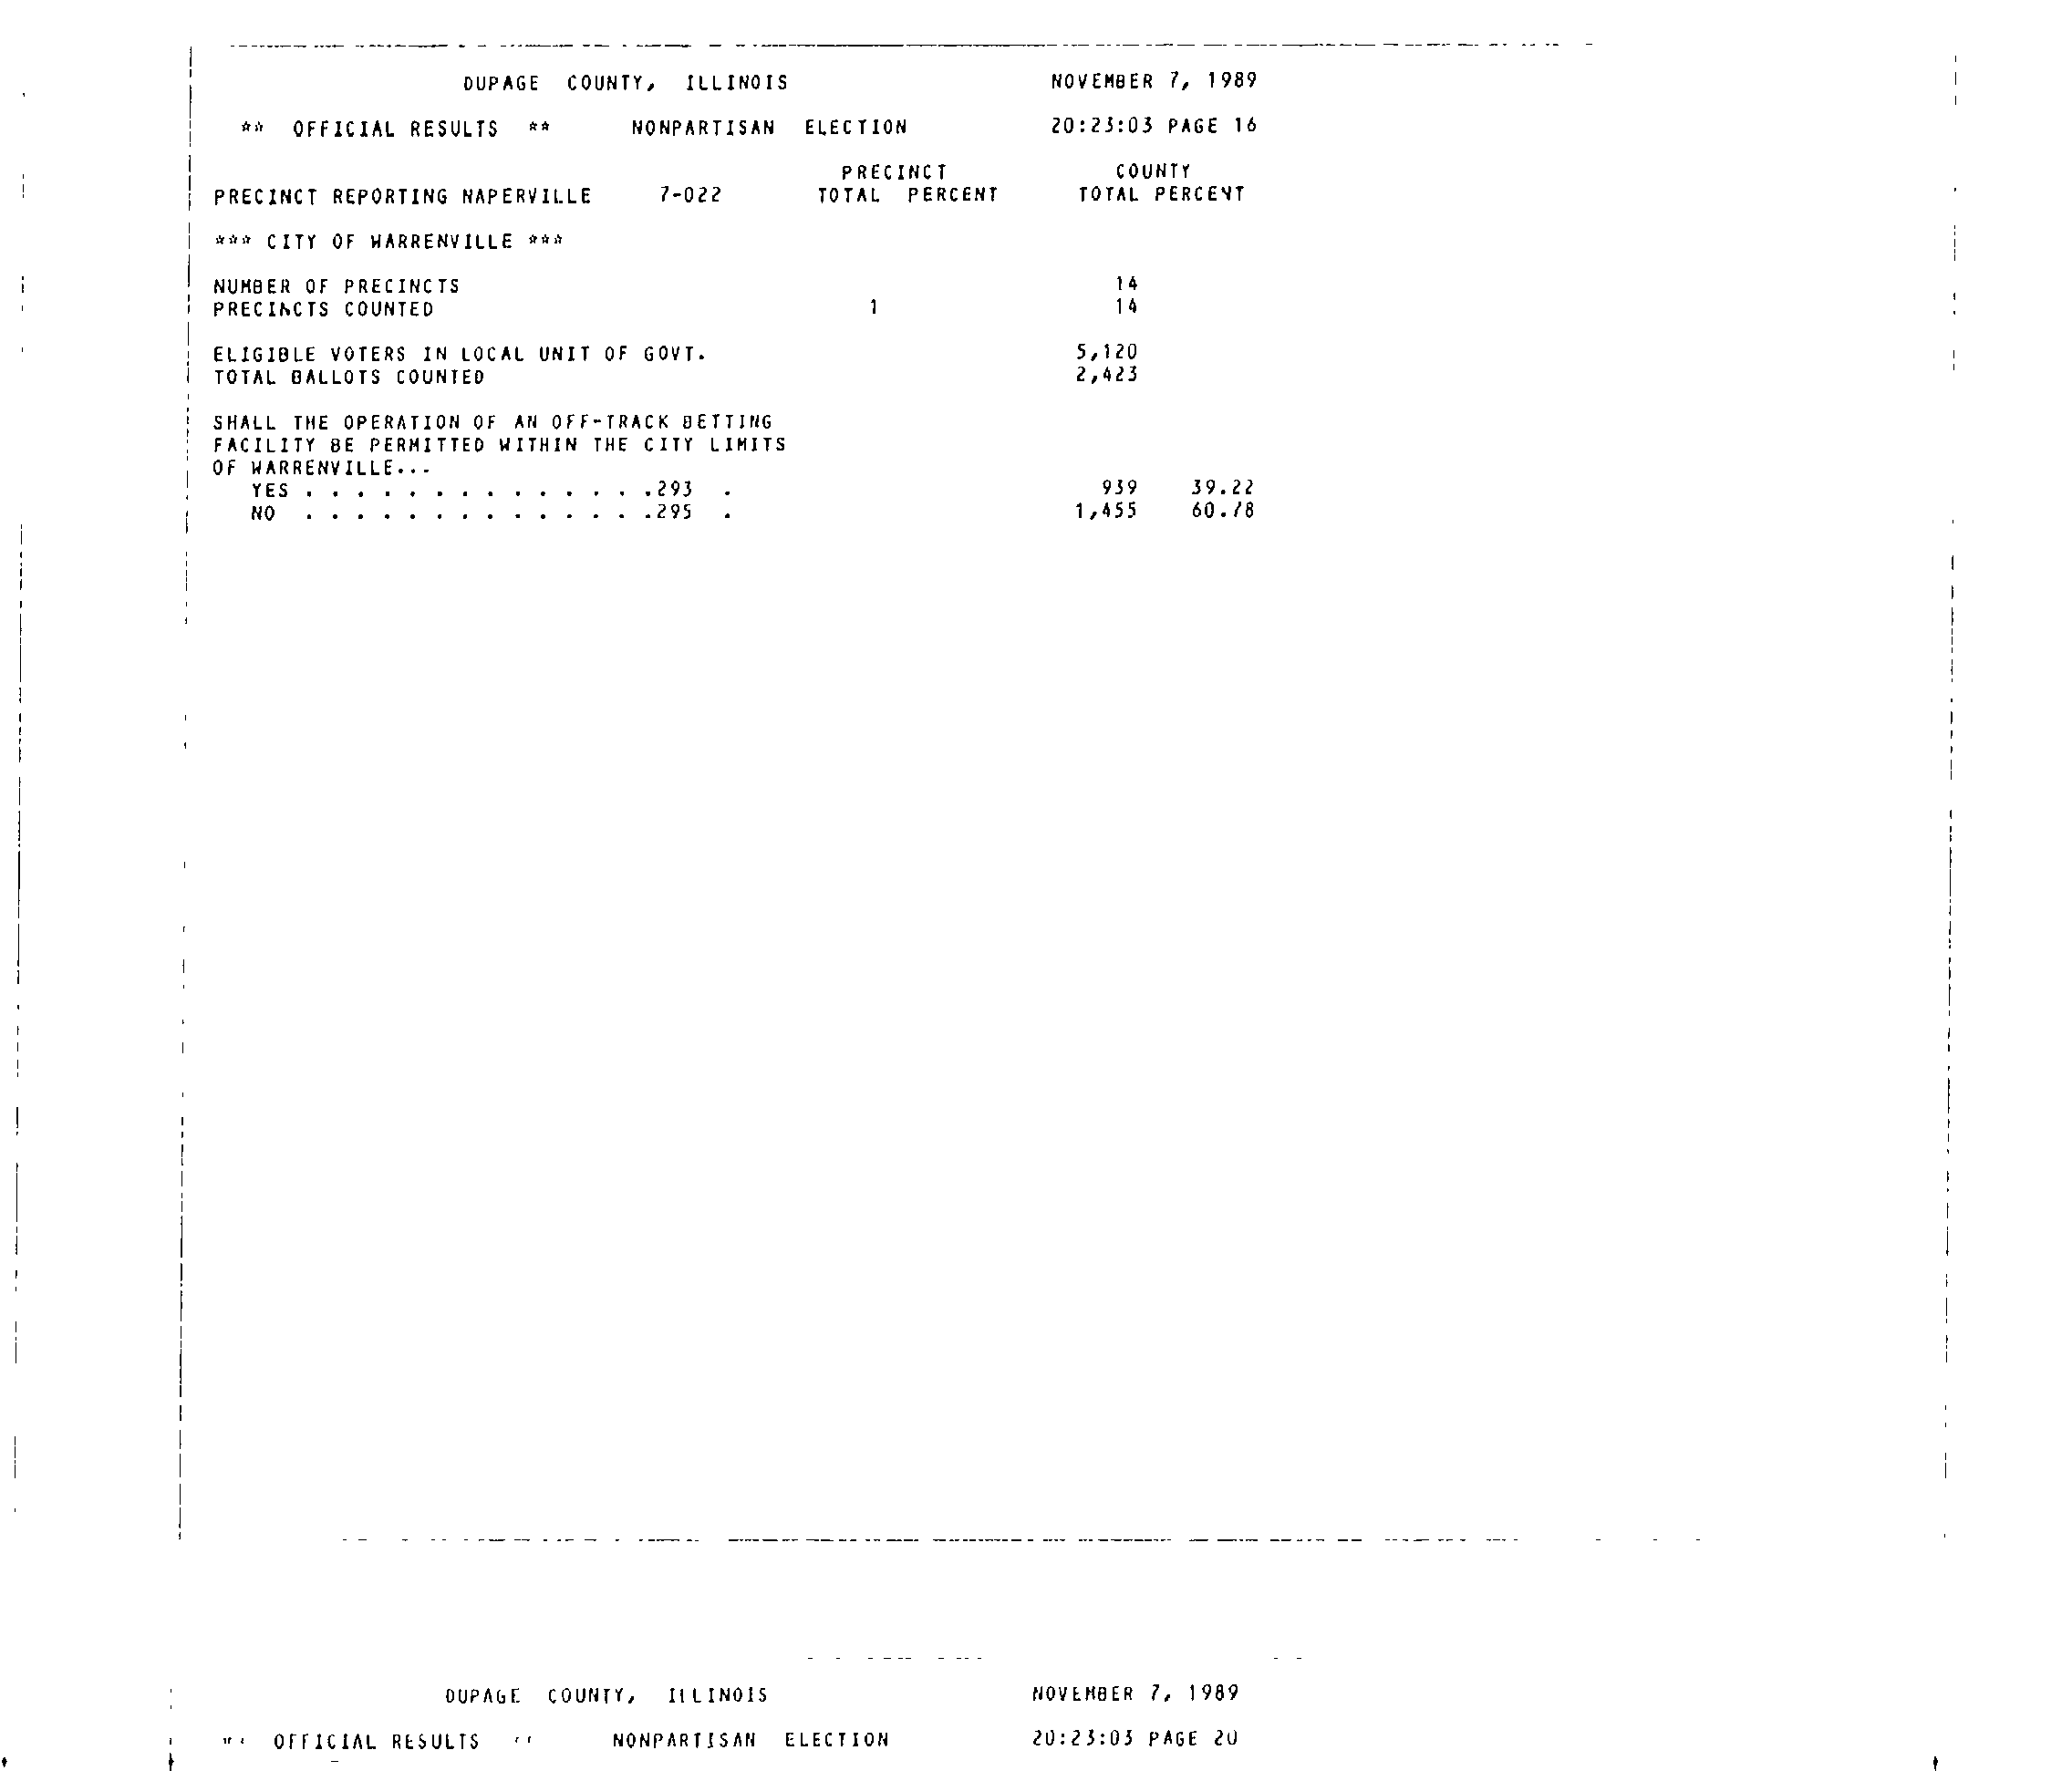 DUPAGE COUNTY, ILLINOIS NOVEMBER 7, 1989
** OFFICIAL RESULTS ** NONPARTISAN ELECTION 20:23:03 PAGE 16
PRECINCT COUNTY
PRECINCT REPORTING NAPERVILLE 7-022 TOTAL PERCENT TOTAL PERCENT
*** CITY OF WARRENVILLE ***
NUMBER OF PRECINCTS 14
PRECINCTS COUNTED 1 14
ELIGIBLE VOTERS IN LOCAL UNIT OF GOVT. 5,120
TOTAL BALLOTS COUNTED 2,423
SHALL THE OPERATION OF AN OFF-TRACK BETTING
FACILITY BE PERMITTED WITHIN THE CITY LIMITS
OF WARRENVILLE...
YES . . . . . . . . . . . . . .293 . 939 39.22
NO . . . . . . . . . . . . . .295 . 1,455 60.78
DUPAGE COUNTY, ILLINOIS NOVEMBER 7, 1989
OFFICIAL RESULTS NONPARTISAN ELECTION 20:23:03 PAGE 20